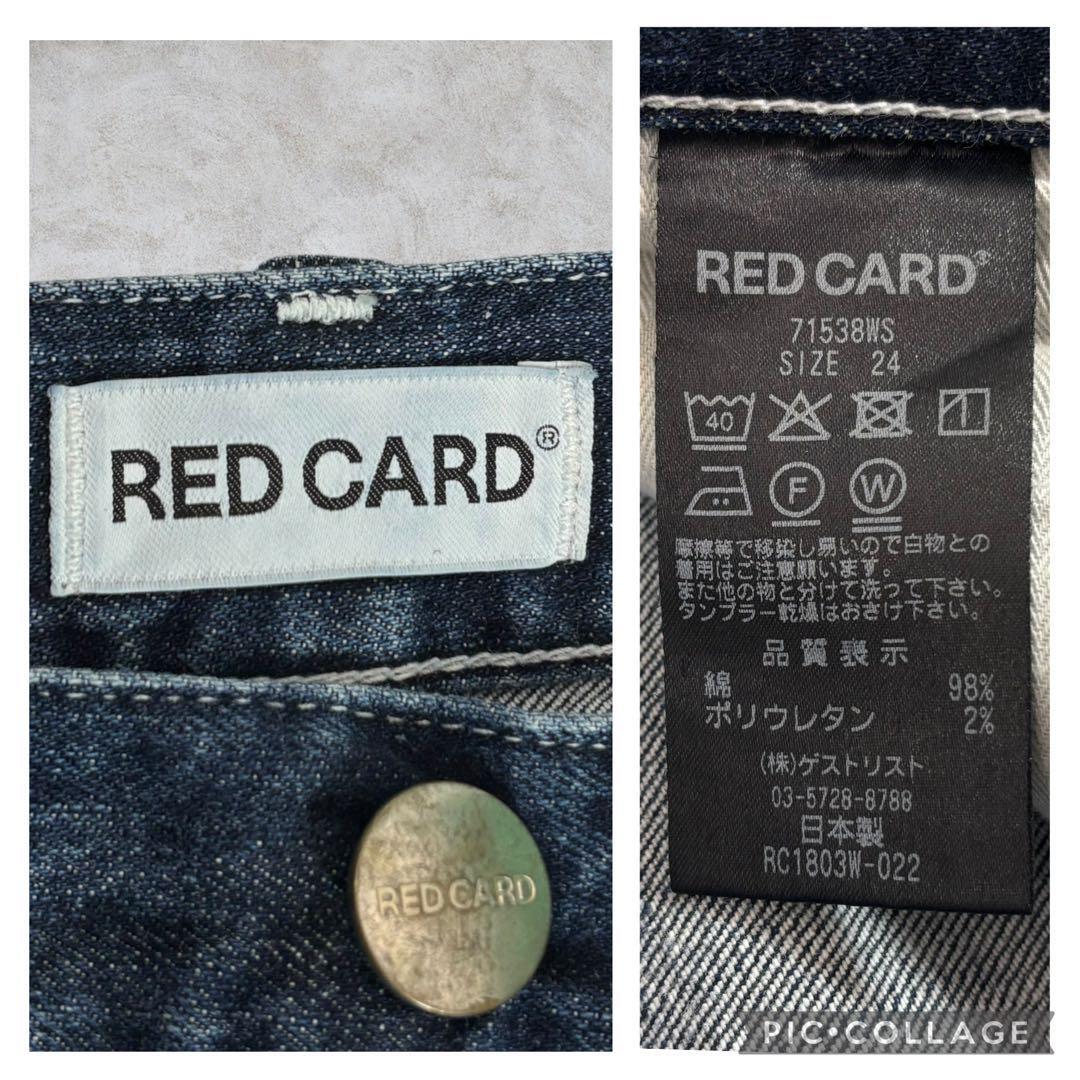 RED CARD®
RED CARD
RED CARD®
71538WS
SIZE 24
40
1
F
W
摩擦等で移染し易いので白物との
着用はご注意願います。
また他の物と分けて洗って下さい。
タンブラー乾燥はおさけ下さい。
品質表示
綿 98%
ポリウレタン 2%
(株)ゲストリスト
03-5728-8788
日本製
RC1803W-022
PIC•COLLAGE